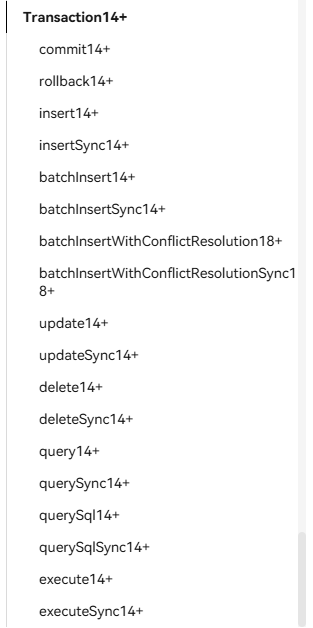 Transaction14+
commit14+
rollback14+
insert14+
insertSync14+
batchInsert14+
batchInsertSync14+
batchInsertWithConflictResolution18+
batchInsertWithConflictResolutionSync1
8+
update14+
updateSync14+
delete14+
deleteSync14+
query14+
querySync14+
querySql14+
querySqlSync14+
execute14+
executeSync14+